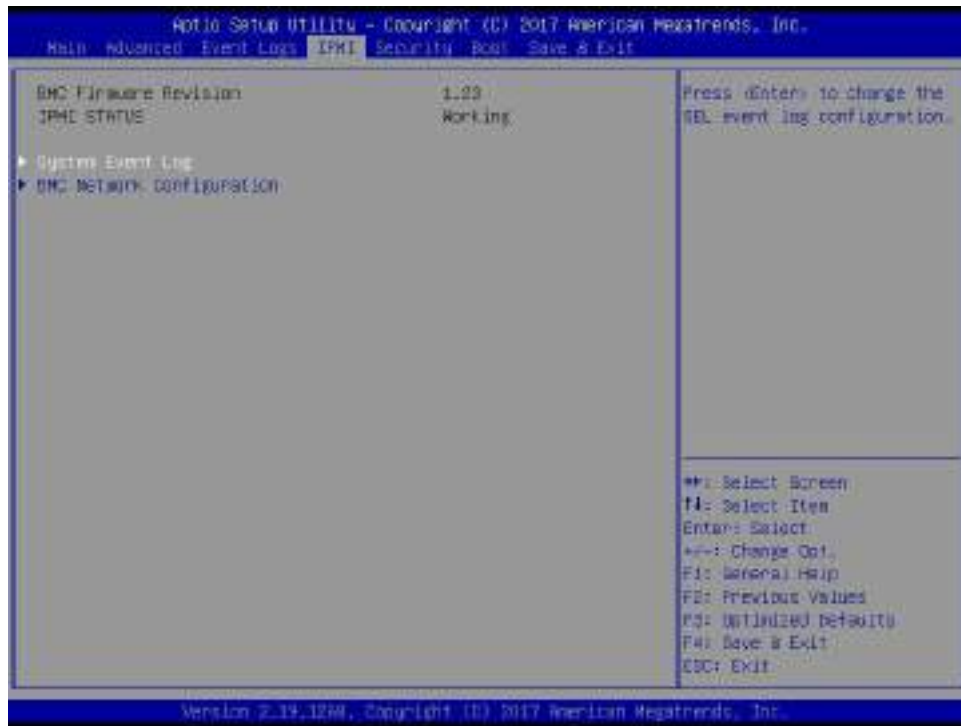 Aptio Setup Utility - Copyright (C) 2017 American Megatrends, Inc.
Main Advanced Event Logs IPMI Security Boot Save & Exit
BMC Firmware Revision 1.23
IPMI STATUS Working
System Event Log
BMC Network Configuration
Press <Enter> to change the
SEL event log configuration.
: Select Screen
↑↓: Select Item
Enter: Select
+/-: Change Opt.
F1: General Help
F2: Previous Values
F3: Optimized Defaults
F4: Save & Exit
ESC: Exit
Version Copyright (C) 2017 American Megatrends, Inc.